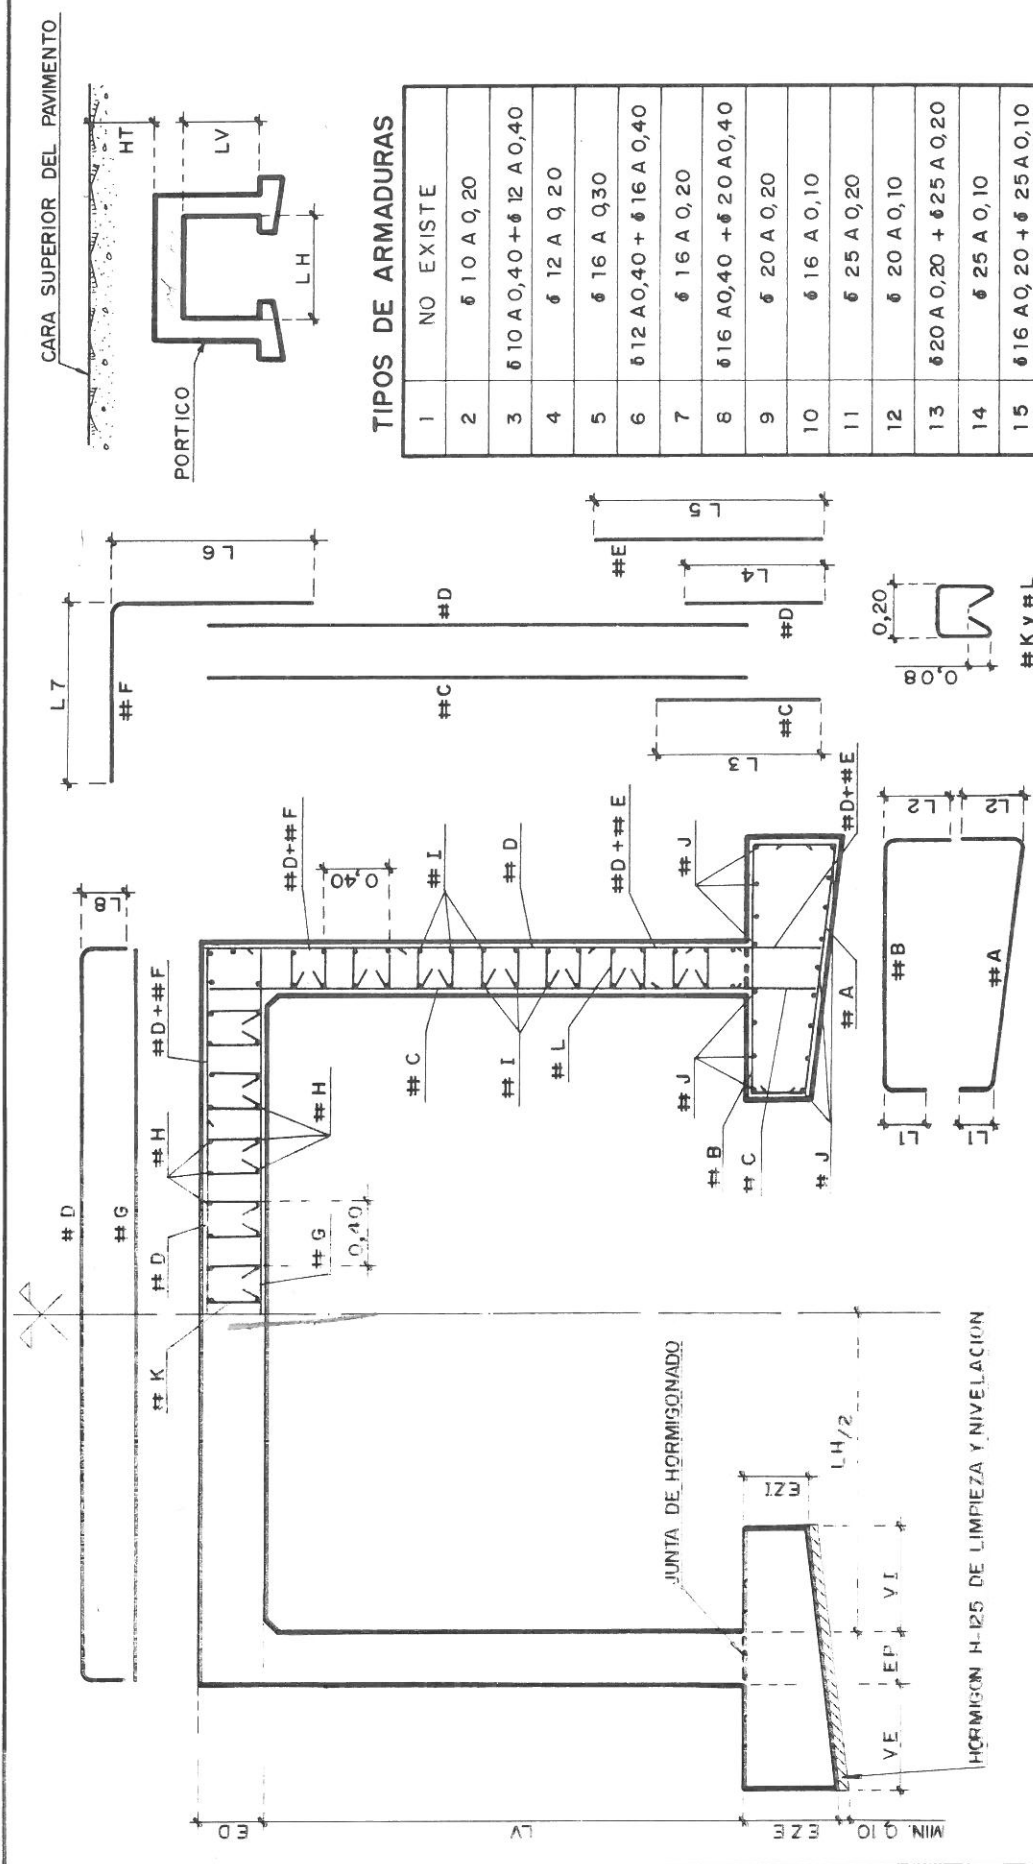 CARA SUPERIOR DEL PAVIMENTO
HT
LV
LH
PORTICO
TIPOS DE ARMADURAS
1 NO EXISTE
2 ϕ 10 A 0,20
3 ϕ 10 A 0,40 + ϕ 12 A 0,40
4 ϕ 12 A 0,20
5 ϕ 16 A 0,30
6 ϕ 12 A 0,40 + ϕ 16 A 0,40
7 ϕ 16 A 0,20
8 ϕ 16 A 0,40 + ϕ 20 A 0,40
9 ϕ 20 A 0,20
10 ϕ 16 A 0,10
11 ϕ 25 A 0,20
12 ϕ 20 A 0,10
13 ϕ 20 A 0,20 + ϕ 25 A 0,20
14 ϕ 25 A 0,10
15 ϕ 16 A 0,20 + ϕ 25 A 0,10
L7
#F
L6
#C
#D
L3
#C
#D
L4
#E
L5
0,20
0,08
#K y #L
#D
#G
L8
#K
#D
#H
#D+#F
#D+#F
#G
0,40
#H
0,40
#C
#I
#I
#D
#L
#D+#E
#J
#J
#B
#C
#J
#A
#D+#E
#B
#A
L1
L1
L2
L2
JUNTA DE HORMIGONADO
LH/2
EZI
VE
EP
VI
HORMIGON H-125 DE LIMPIEZA Y NIVELACION
ED
LV
EZE
MIN. 0,10